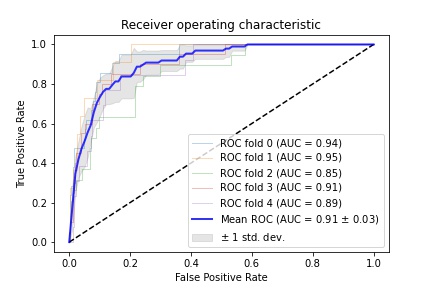 Receiver operating characteristic
True Positive Rate
1.0
0.8
0.6
0.4
0.2
0.0
ROC fold 0 (AUC = 0.94)
ROC fold 1 (AUC = 0.95)
ROC fold 2 (AUC = 0.85)
ROC fold 3 (AUC = 0.91)
ROC fold 4 (AUC = 0.89)
Mean ROC (AUC = 0.91 ± 0.03)
± 1 std. dev.
0.0 0.2 0.4 0.6 0.8 1.0
False Positive Rate